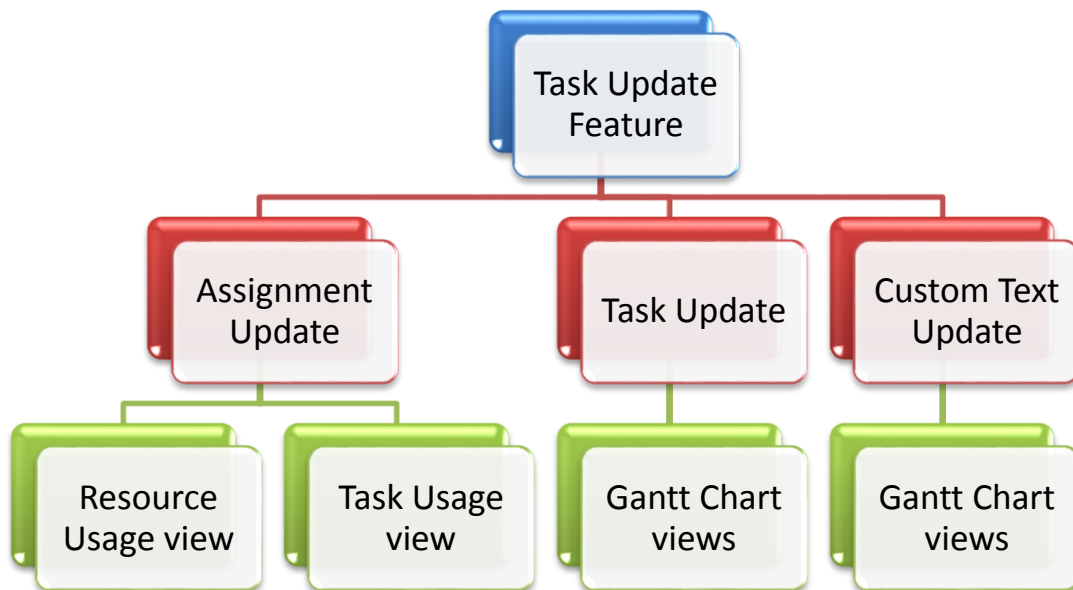 Task Update
Feature
Assignment
Update
Task Update
Custom Text
Update
Resource
Usage view
Task Usage
view
Gantt Chart
views
Gantt Chart
views